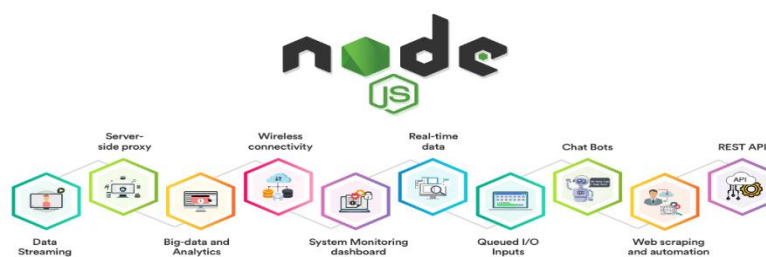 node
JS
Server-
side proxy
Wireless
connectivity
Real-time
data
Chat Bots
REST API
API
Data
Streaming
Big-data and
Analytics
System Monitoring
dashboard
Queued I/O
Inputs
Web scraping
and automation